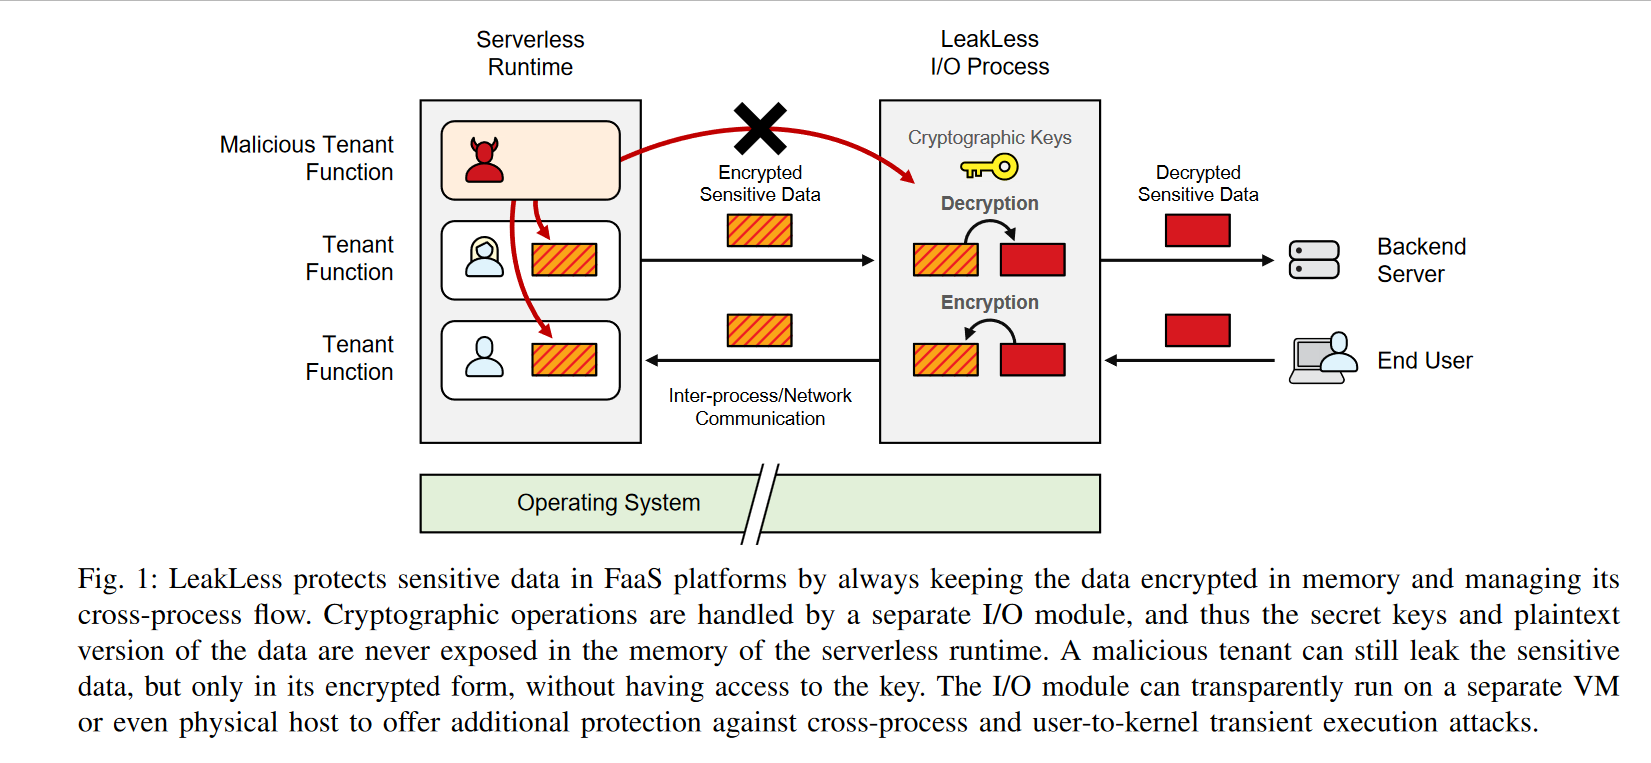 Serverless
Runtime
LeakLess
I/O Process
Malicious Tenant
Function
Cryptographic Keys
Encrypted
Sensitive Data
Decrypted
Sensitive Data
Decryption
Tenant
Function
Backend
Server
Encryption
Tenant
Function
End User
Inter-process/Network
Communication
Operating System
Fig. 1: LeakLess protects sensitive data in FaaS platforms by always keeping the data encrypted in memory and managing its
cross-process flow. Cryptographic operations are handled by a separate I/O module, and thus the secret keys and plaintext
version of the data are never exposed in the memory of the serverless runtime. A malicious tenant can still leak the sensitive
data, but only in its encrypted form, without having access to the key. The I/O module can transparently run on a separate VM
or even physical host to offer additional protection against cross-process and user-to-kernel transient execution attacks.